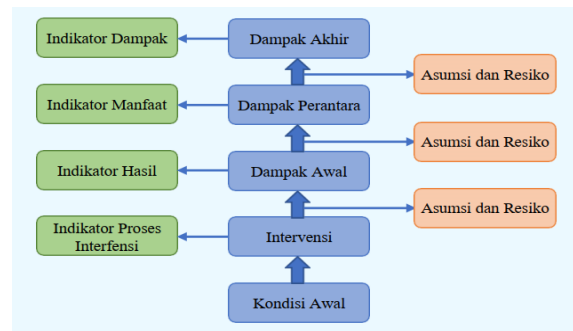 Indikator Dampak
Dampak Akhir
Asumsi dan Resiko
Indikator Manfaat
Dampak Perantara
Asumsi dan Resiko
Indikator Hasil
Dampak Awal
Asumsi dan Resiko
Indikator Proses
Interfensi
Intervensi
Kondisi Awal